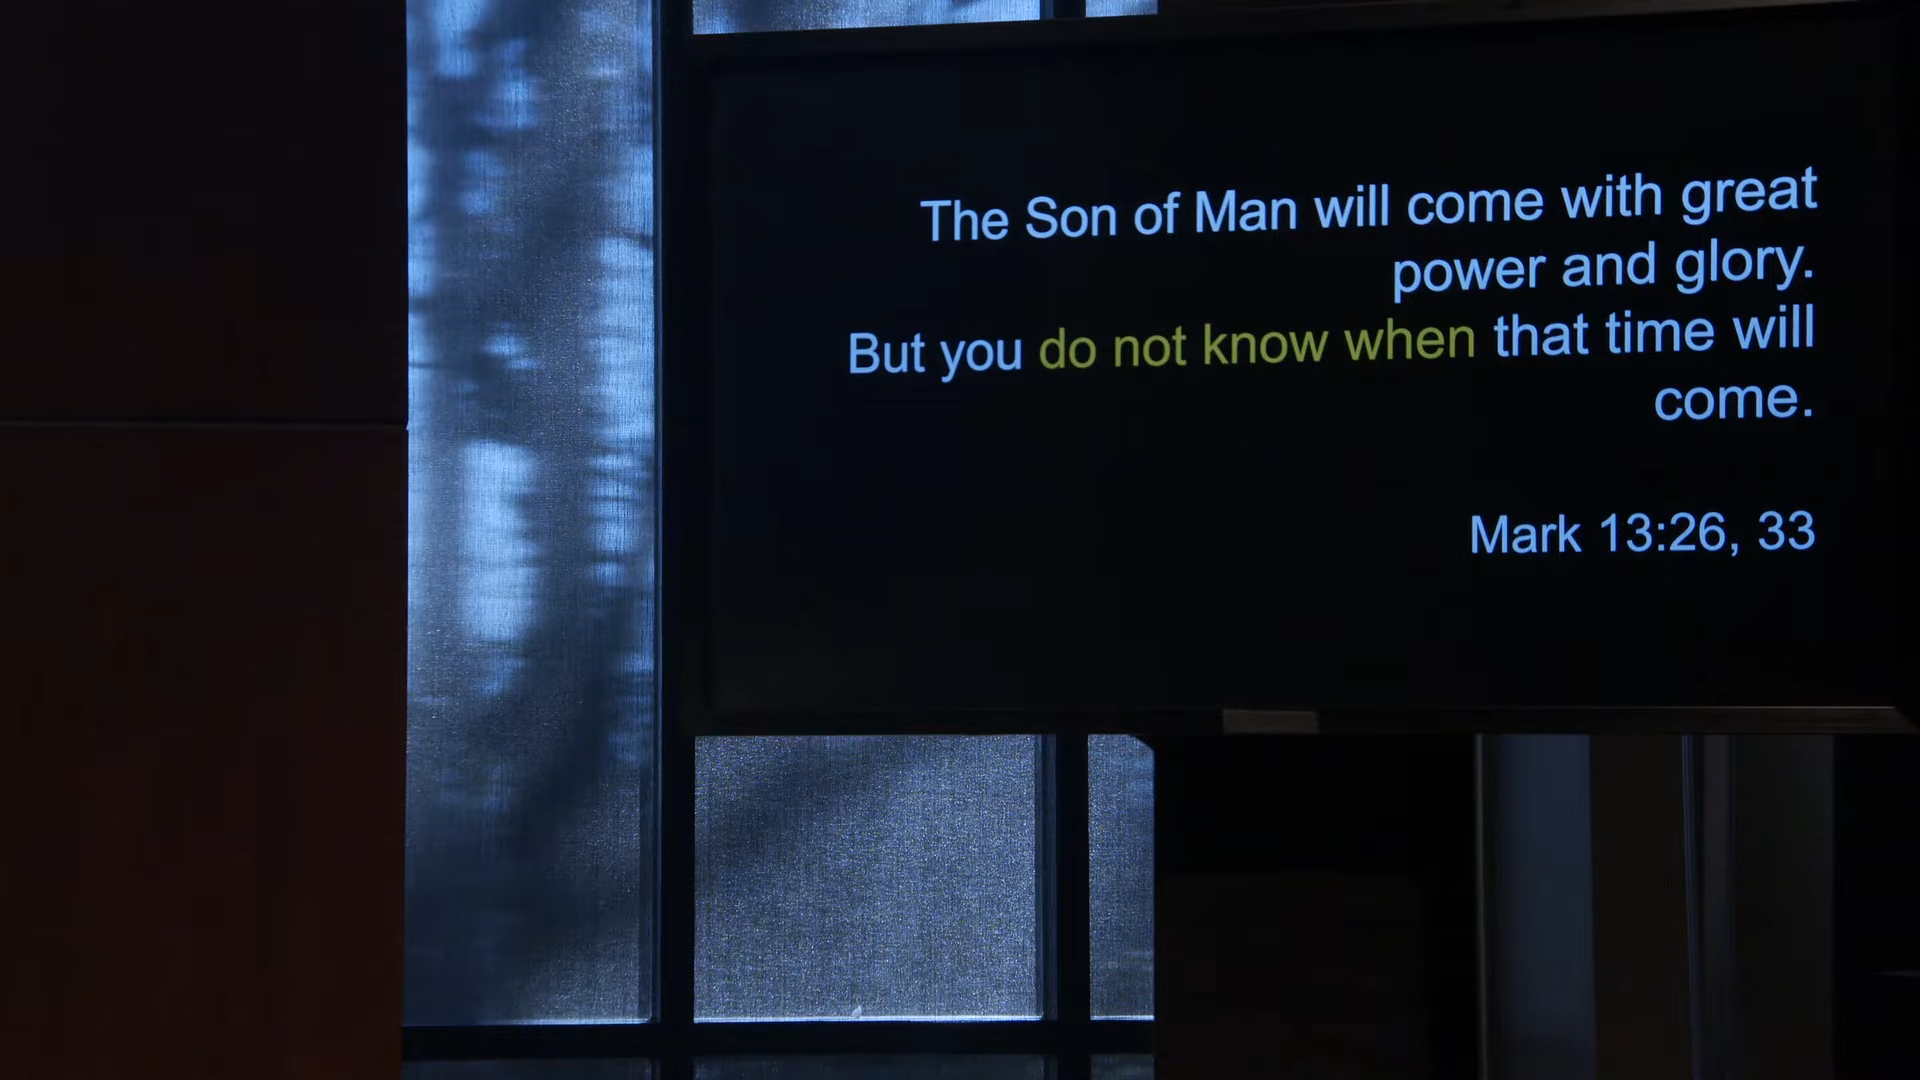 The Son of Man will come with great
power and glory.
But you do not know when that time will
come.
Mark 13:26, 33